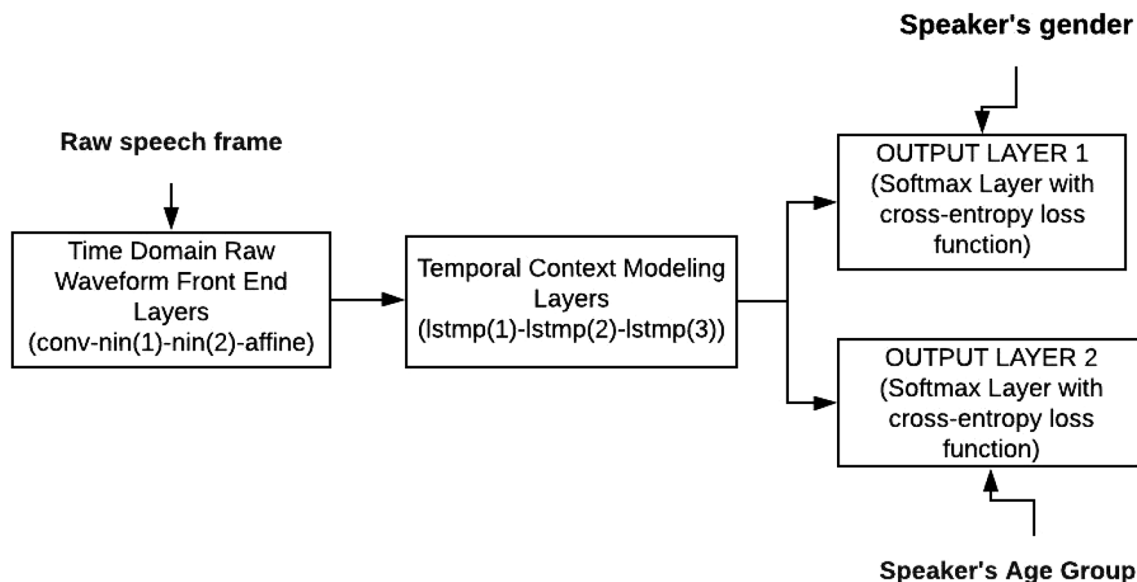 Speaker's gender
Raw speech frame
Time Domain Raw
Waveform Front End
Layers
(conv-nin(1)-nin(2)-affine)
Temporal Context Modeling
Layers
(lstmp(1)-lstmp(2)-lstmp(3))
OUTPUT LAYER 1
(Softmax Layer with
cross-entropy loss
function)
OUTPUT LAYER 2
(Softmax Layer with
cross-entropy loss
function)
Speaker's Age Group